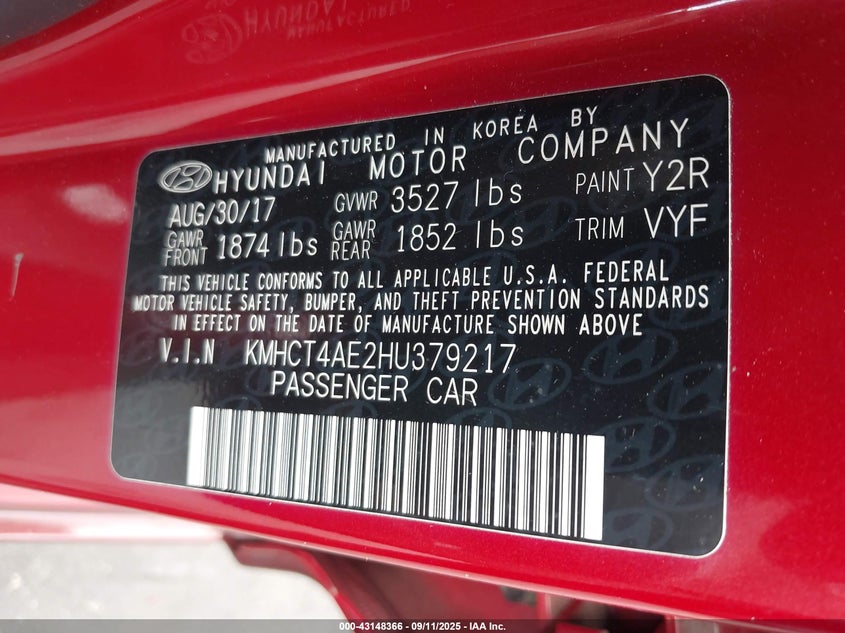 MANUFACTURED IN KOREA BY
HYUNDAI MOTOR COMPANY
AUG/30/17 GVWR 3527 lbs PAINT Y2R
GAWR FRONT 1874 lbs GAWR REAR 1852 lbs TRIM VYF
THIS VEHICLE CONFORMS TO ALL APPLICABLE U.S.A. FEDERAL
MOTOR VEHICLE SAFETY, BUMPER, AND THEFT PREVENTION STANDARDS
IN EFFECT ON THE DATE OF MANUFACTURE SHOWN ABOVE
V.I.N KMHCT4AE2HU379217
PASSENGER CAR
000-43148366 - 09/11/2025 - IAA Inc.